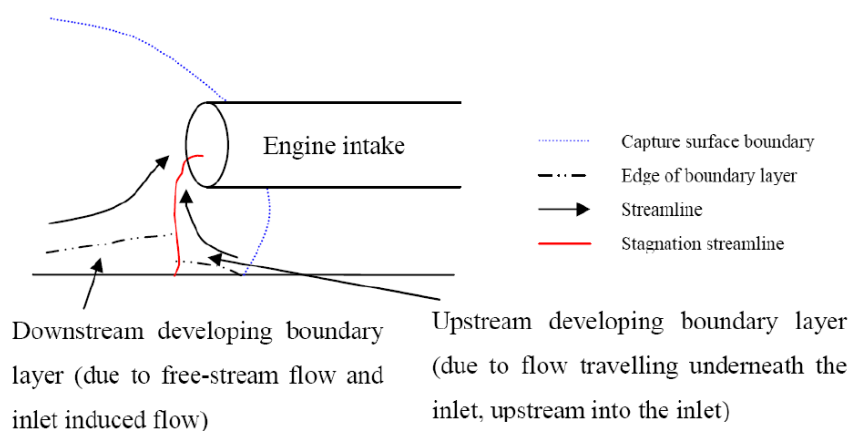 Engine intake
Capture surface boundary
Edge of boundary layer
Streamline
Stagnation streamline
Downstream developing boundary
layer (due to free-stream flow and
inlet induced flow)
Upstream developing boundary layer
(due to flow travelling underneath the
inlet, upstream into the inlet)